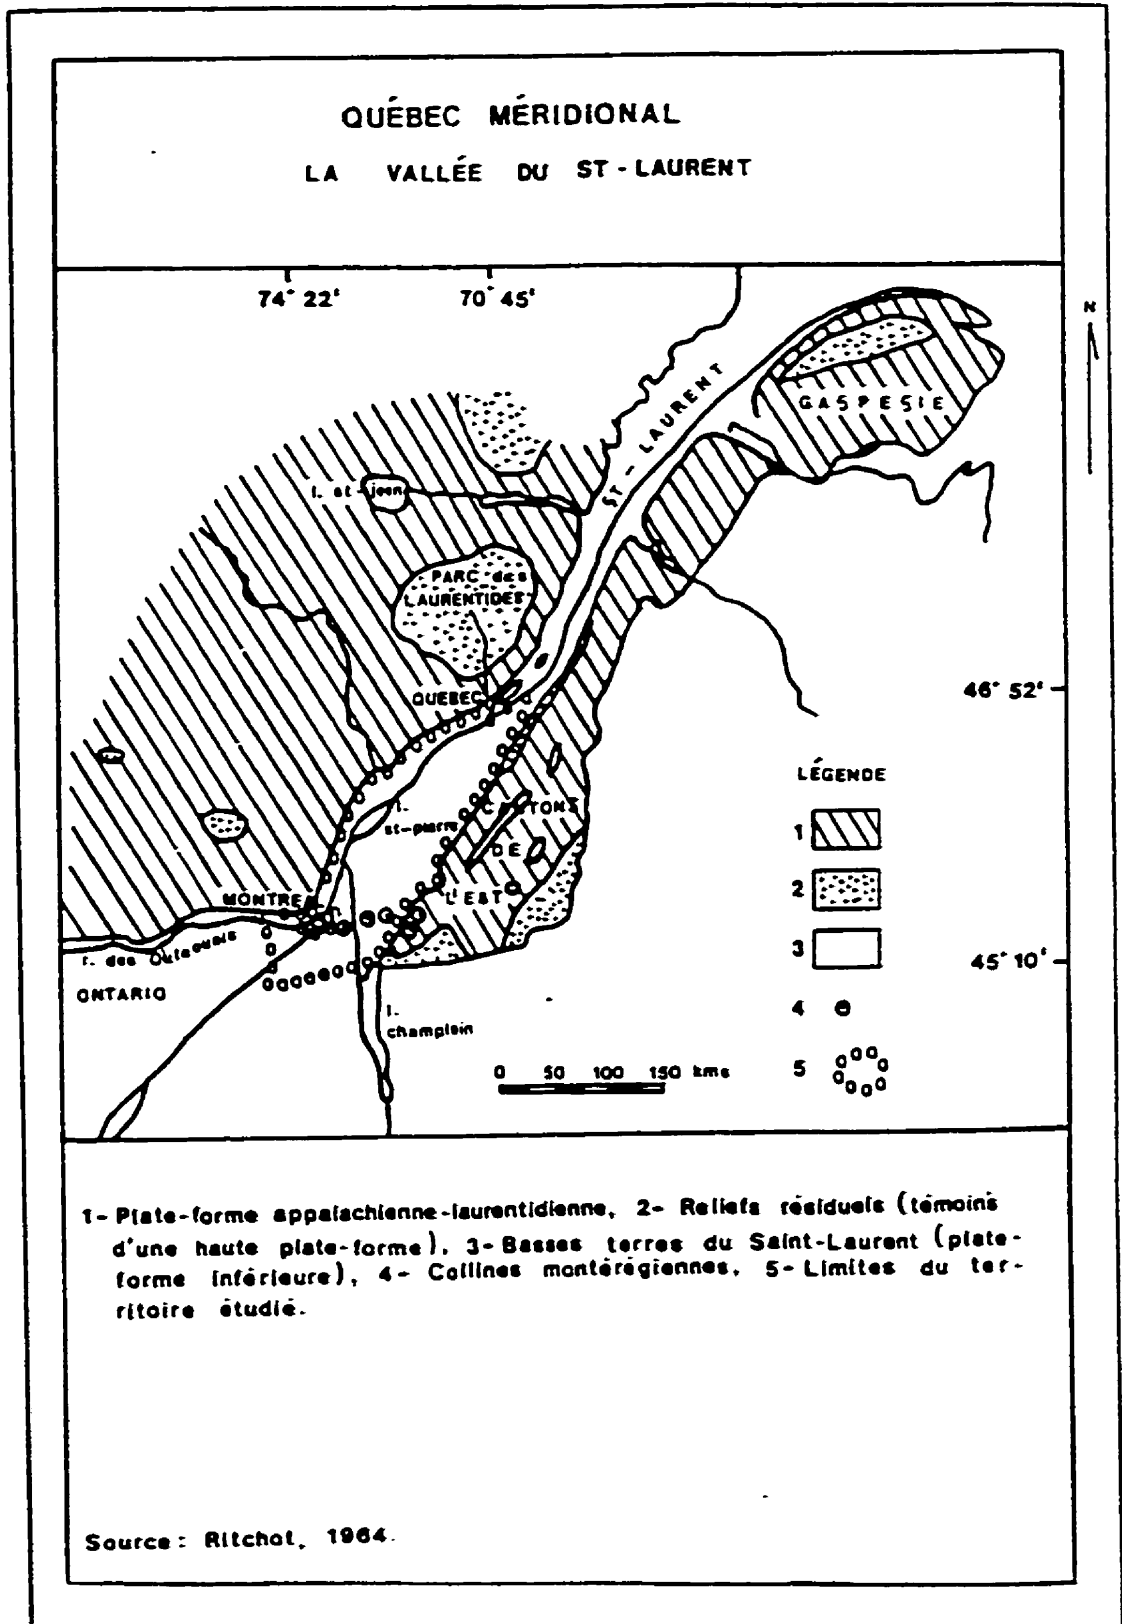 QUÉBEC MÉRIDIONAL
LA VALLÉE DU ST-LAURENT
74° 22' 70° 45'
N
ST-LAURENT
GASPESIE
l. st-jean
PARC des
LAURENTIDES
QUEBEC
46° 52'
LÉGENDE
l.
st-pierre
CANTONS
DE
L'EST
1
2
3
4
5
MONTREAL
r. des Outaouais
ONTARIO
45° 10'
l.
champlain
0 50 100 150 kms
1- Plate-forme appalachienne-laurentidienne, 2- Reliefs résiduels (témoins
d'une haute plate-forme), 3- Basses terres du Saint-Laurent (plate-
forme inférieure), 4- Collines montérégiennes, 5- Limites du ter-
ritoire étudié.
Source: Ritchot, 1964.